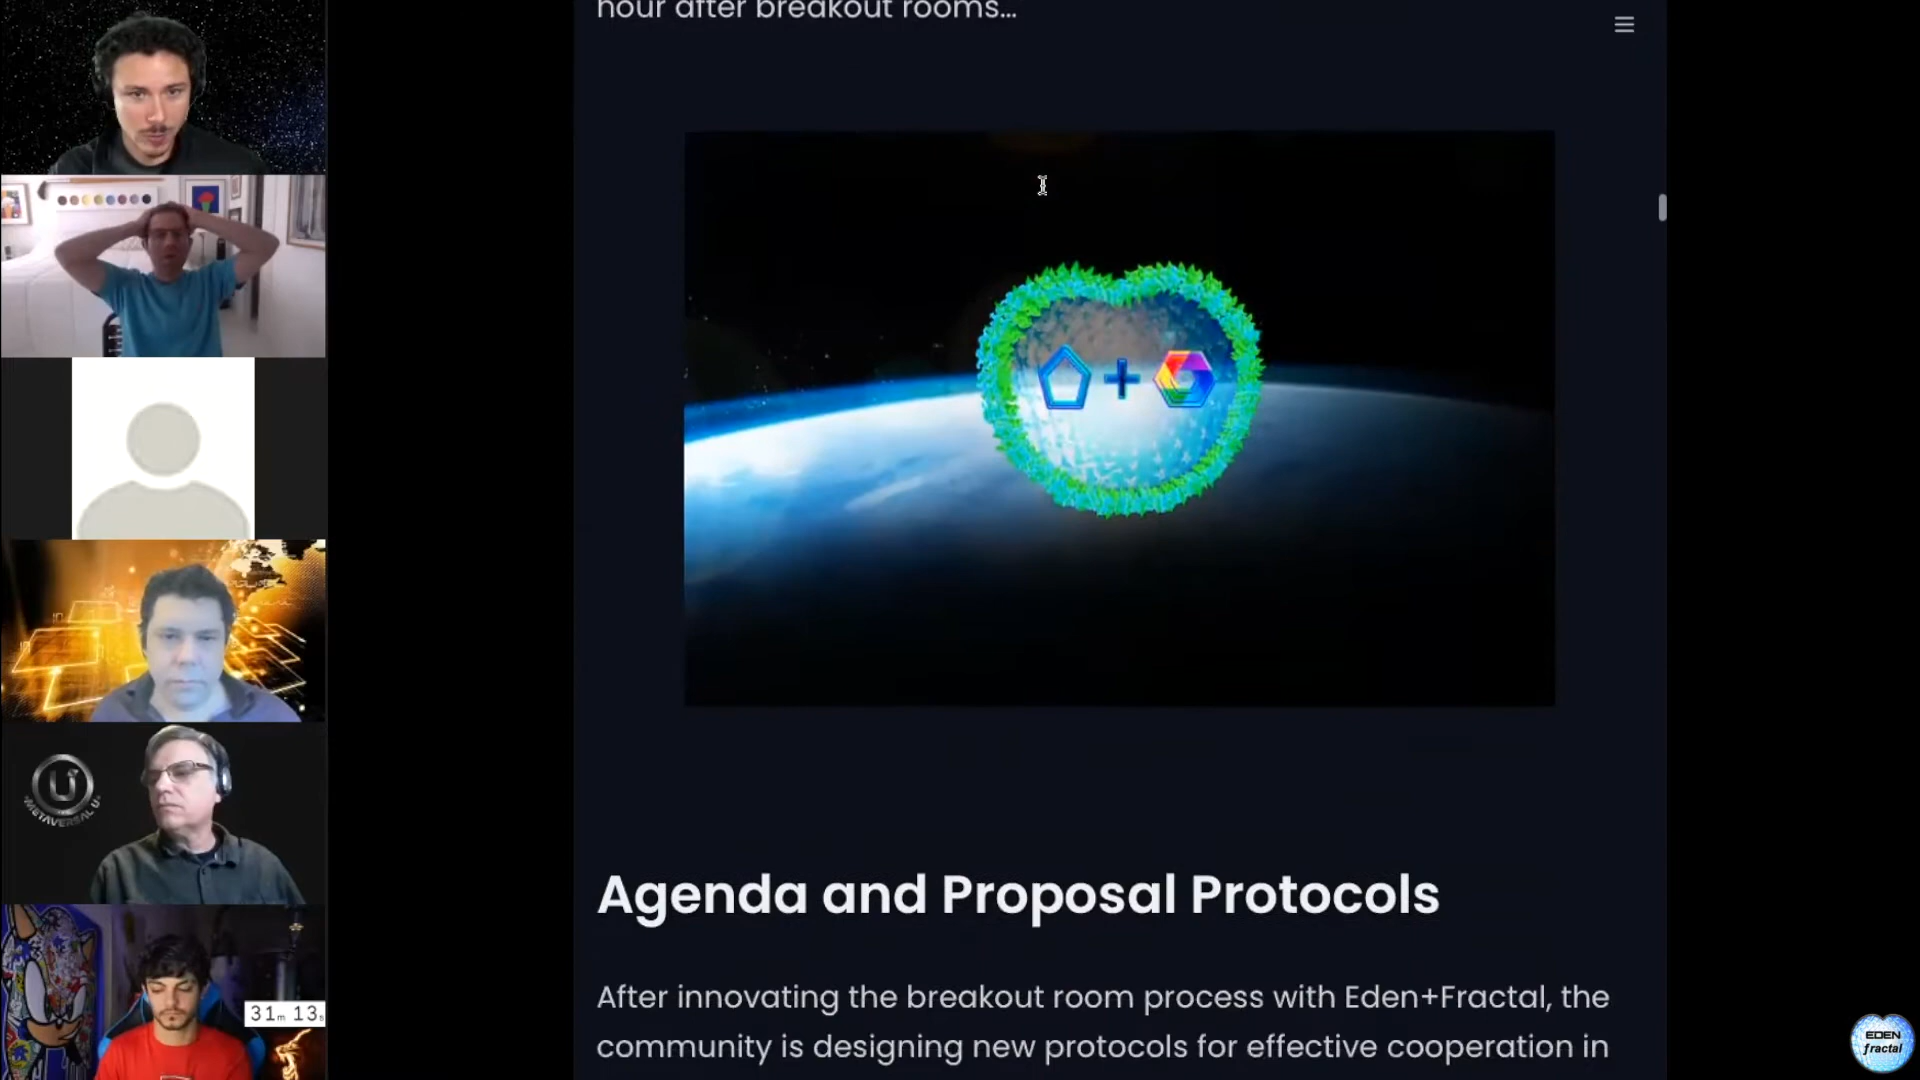 hour after breakout rooms...
Agenda and Proposal Protocols
After innovating the breakout room process with Eden+Fractal, the
community is designing new protocols for effective cooperation in
U
METAVERSAL U
31m 13s
EDEN
fractal